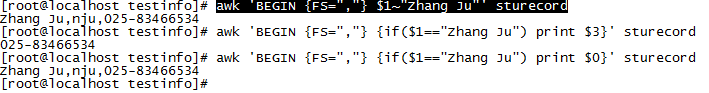 [root@localhost testinfo]# awk 'BEGIN {FS=","} $1~"Zhang Ju"' sturecord
Zhang Ju,nju,025-83466534
[root@localhost testinfo]# awk 'BEGIN {FS=","} {if($1=="Zhang Ju") print $3}' sturecord
025-83466534
[root@localhost testinfo]# awk 'BEGIN {FS=","} {if($1=="Zhang Ju") print $0}' sturecord
Zhang Ju,nju,025-83466534
[root@localhost testinfo]#